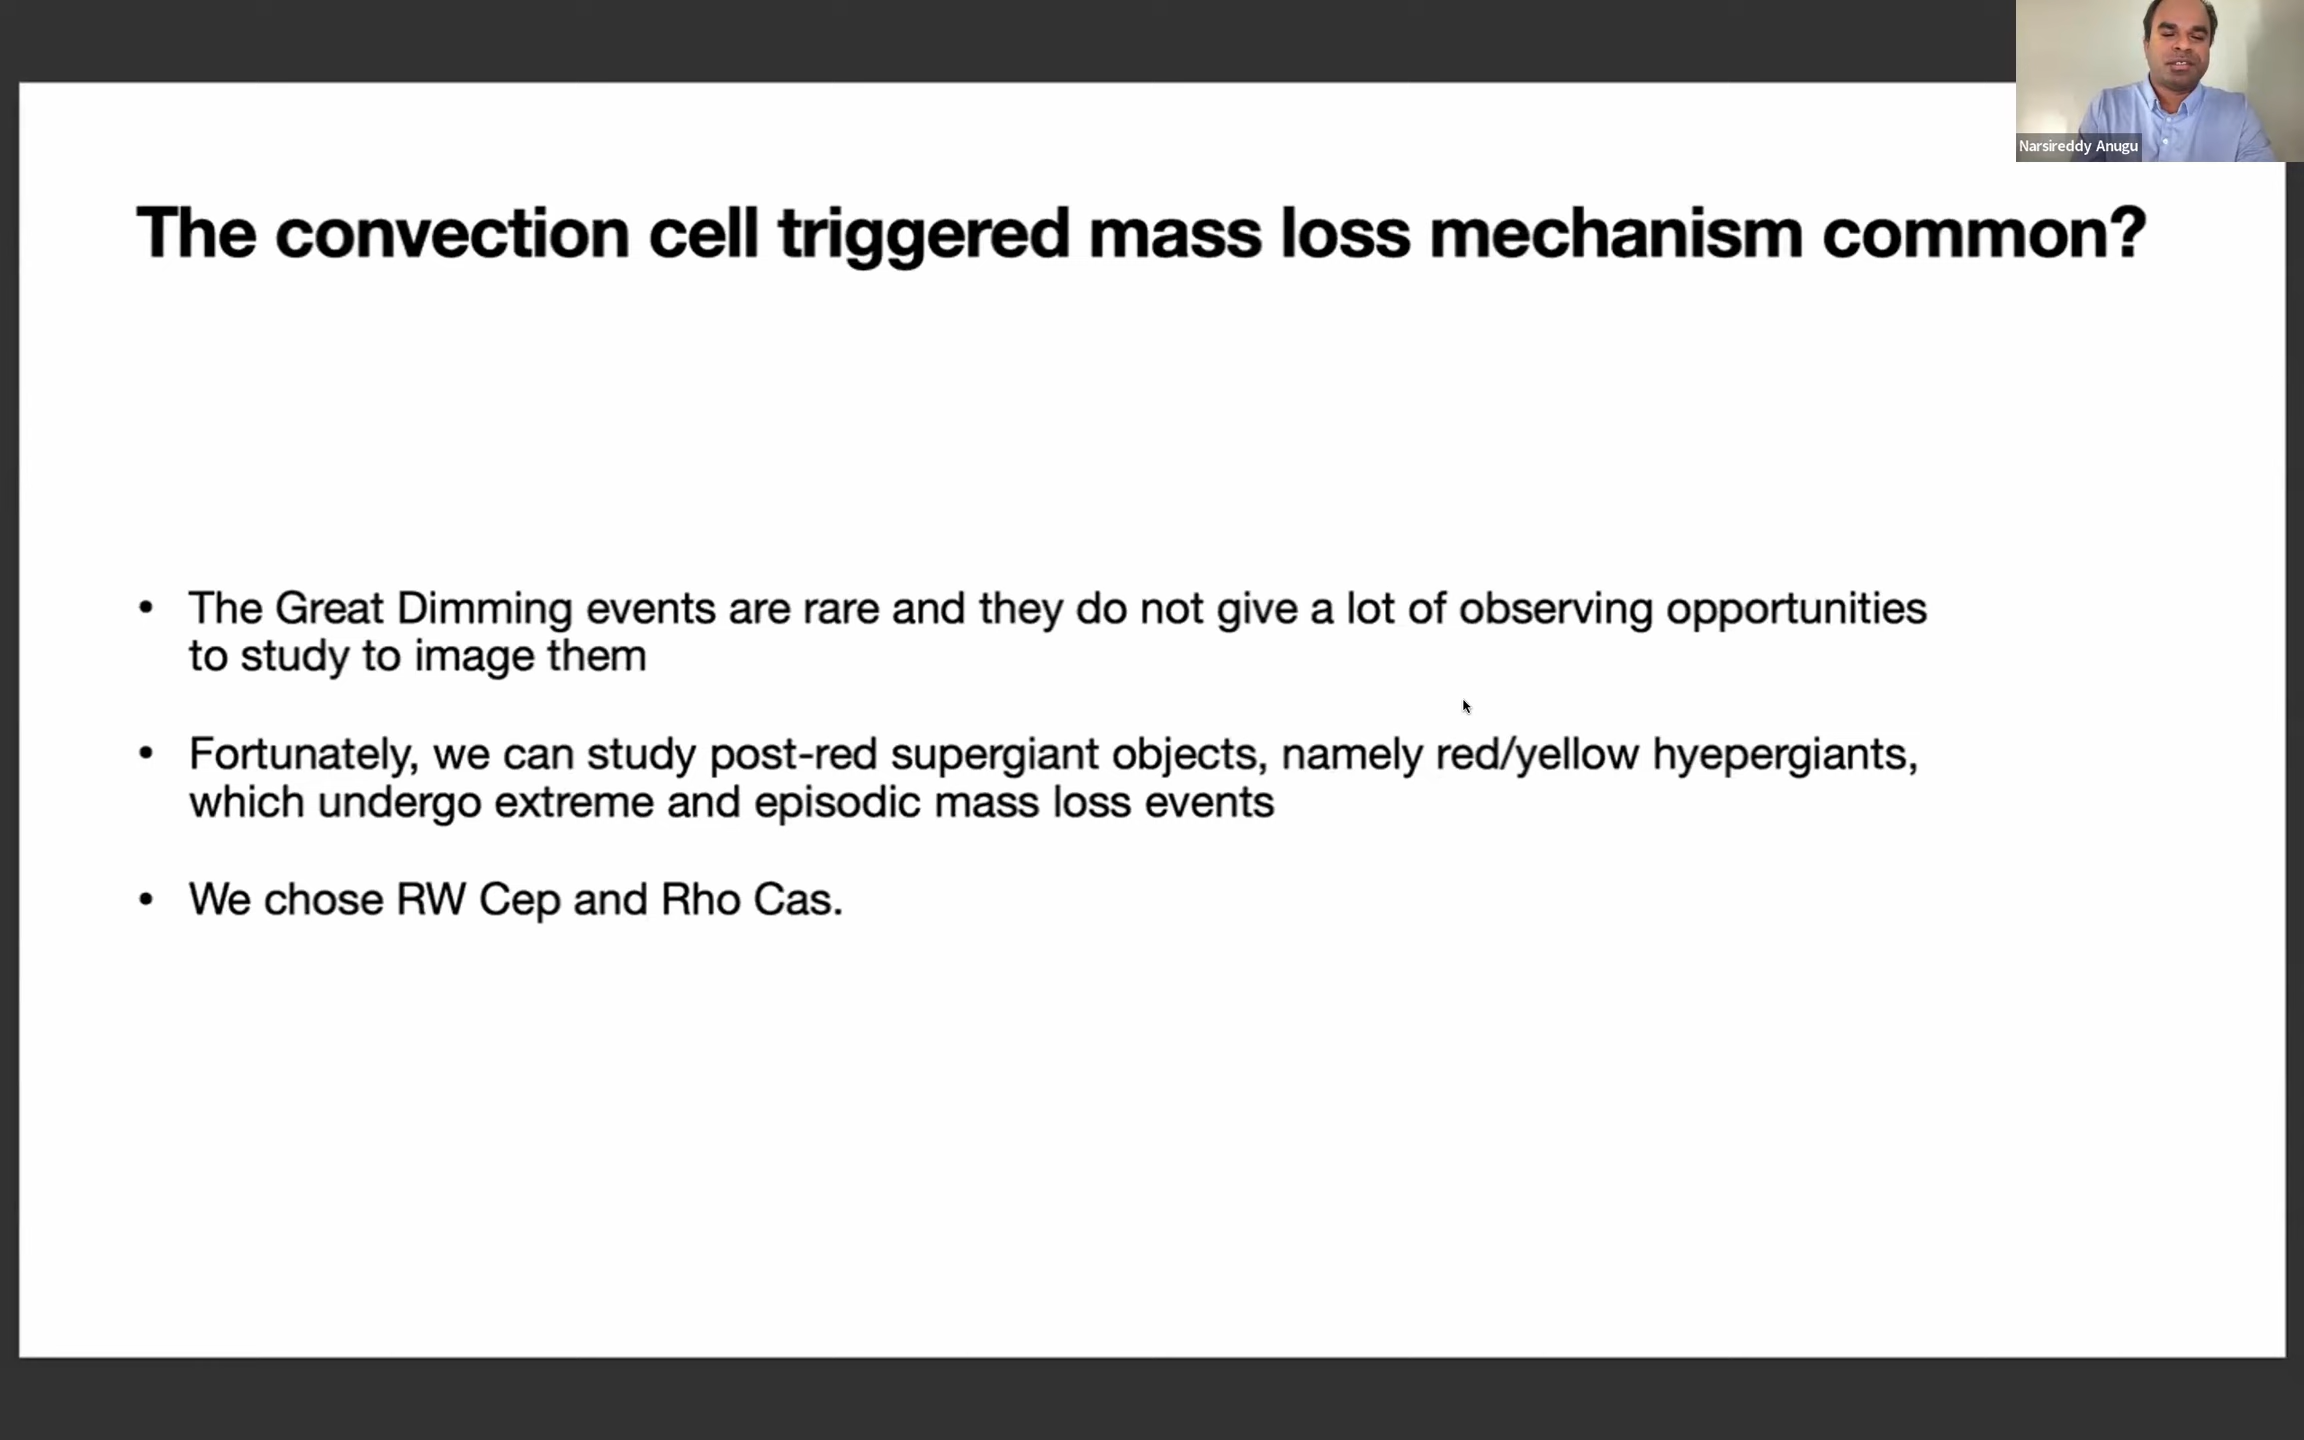 Narsireddy Anugu
The convection cell triggered mass loss mechanism common?
• The Great Dimming events are rare and they do not give a lot of observing opportunities
to study to image them
• Fortunately, we can study post-red supergiant objects, namely red/yellow hyepergiants,
which undergo extreme and episodic mass loss events
• We chose RW Cep and Rho Cas.